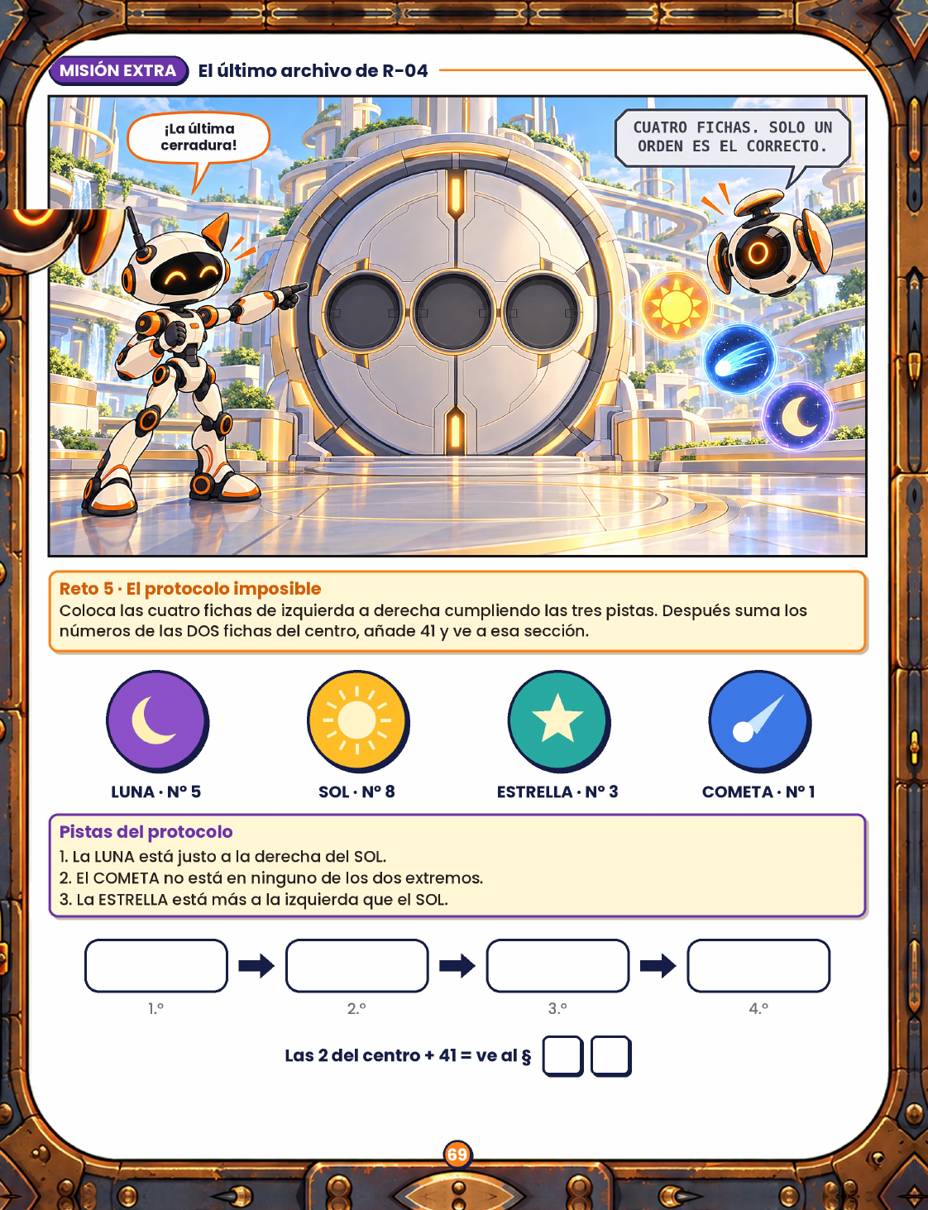 MISIÓN EXTRA El último archivo de R-04
¡La última
cerradura!
CUATRO FICHAS. SOLO UN
ORDEN ES EL CORRECTO.
Reto 5 · El protocolo imposible
Coloca las cuatro fichas de izquierda a derecha cumpliendo las tres pistas. Después suma los
números de las DOS fichas del centro, añade 41 y ve a esa sección.
LUNA · Nº 5
SOL · Nº 8
ESTRELLA · Nº 3
COMETA · Nº 1
Pistas del protocolo
1. La LUNA está justo a la derecha del SOL.
2. El COMETA no está en ninguno de los dos extremos.
3. La ESTRELLA está más a la izquierda que el SOL.
1.º
2.º
3.º
4.º
Las 2 del centro + 41 = ve al §
69